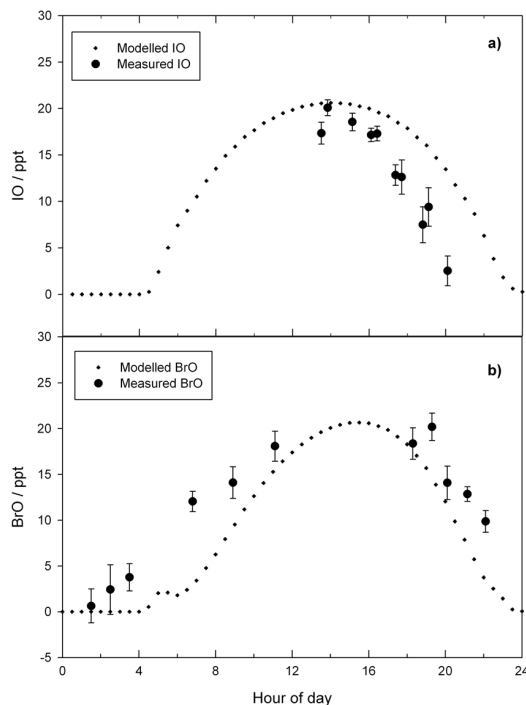 30
25
20
15
10
5
0
30
IO / ppt
Modelled IO
Measured IO
a)
25
20
15
10
5
0
-5
BrO / ppt
Modelled BrO
Measured BrO
b)
0 4 8 12 16 20 24
Hour of day